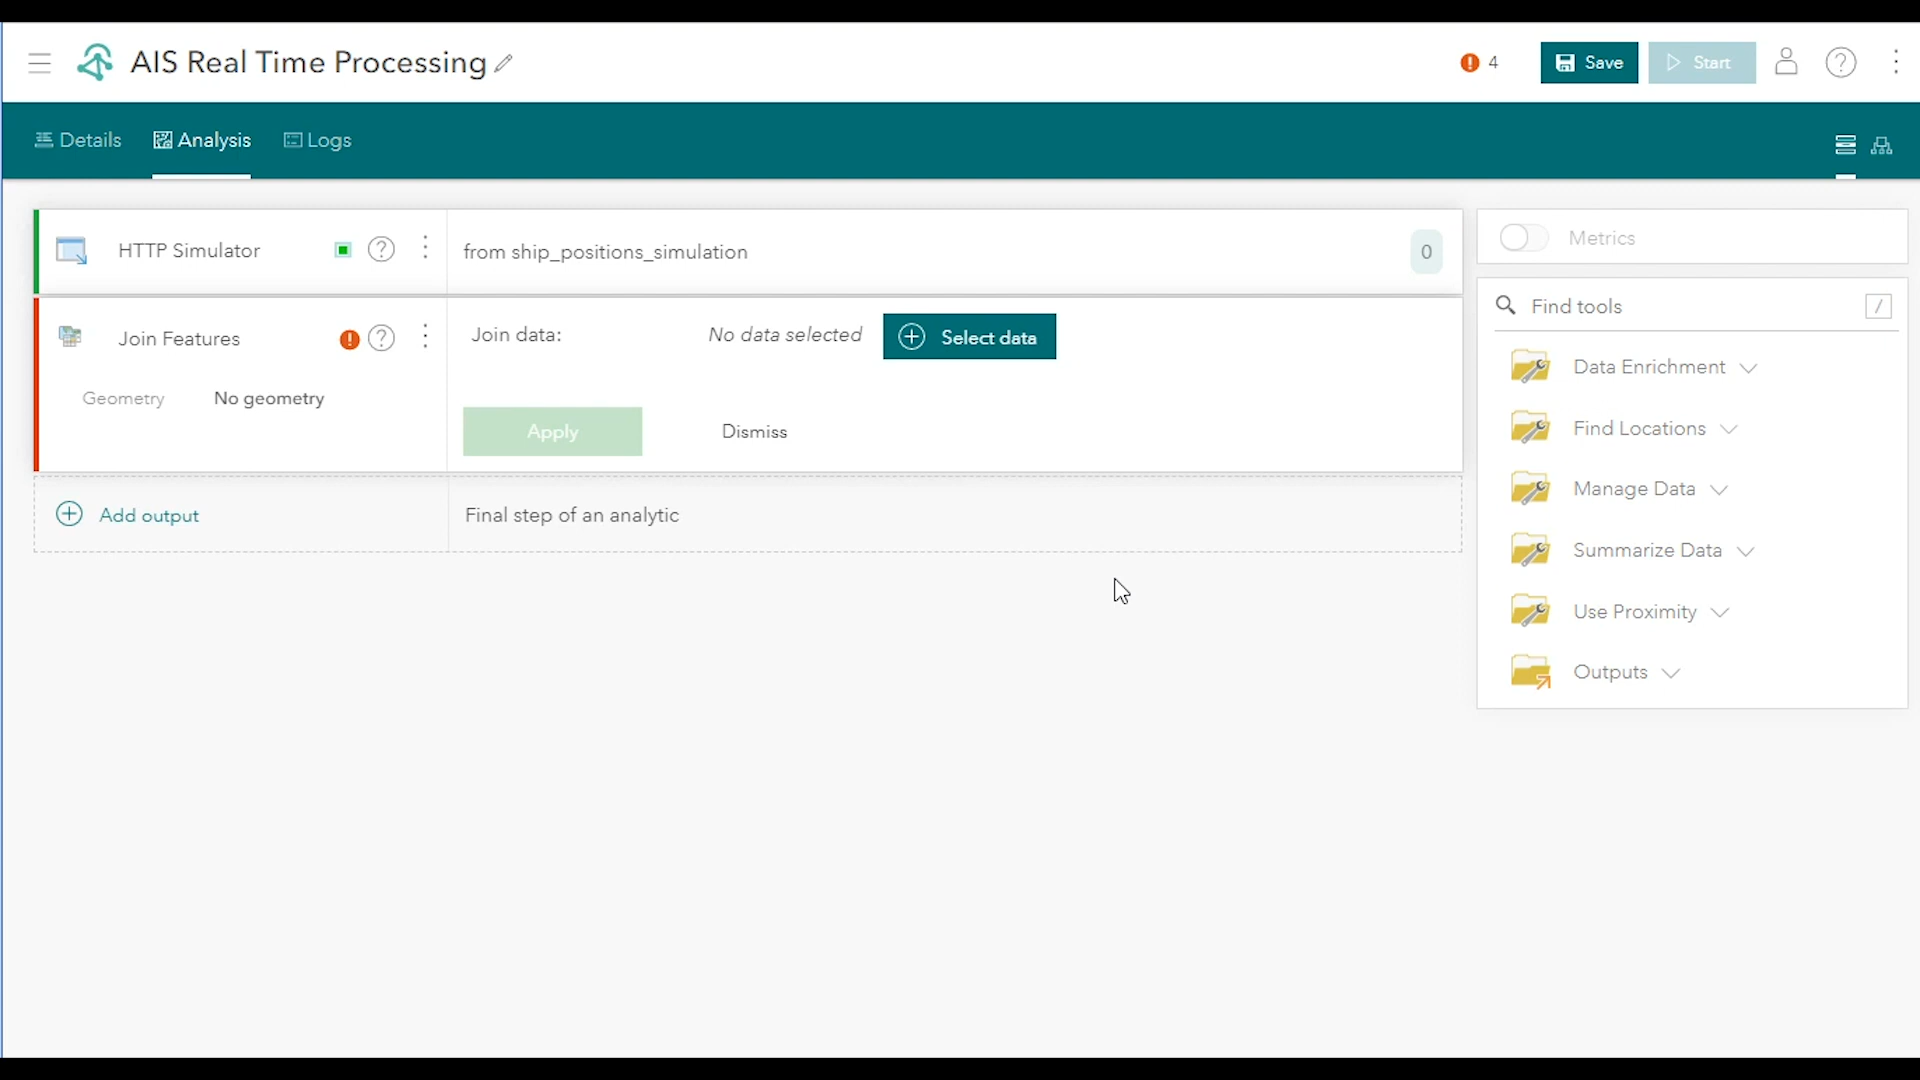 AIS Real Time Processing
4
Save
Start
?
Details
Analysis
Logs
HTTP Simulator
?
from ship_positions_simulation
0
Metrics
Join Features
?
Join data:
No data selected
Select data
Geometry
No geometry
Apply
Dismiss
Add output
Final step of an analytic
Find tools
/
Data Enrichment
Find Locations
Manage Data
Summarize Data
Use Proximity
Outputs